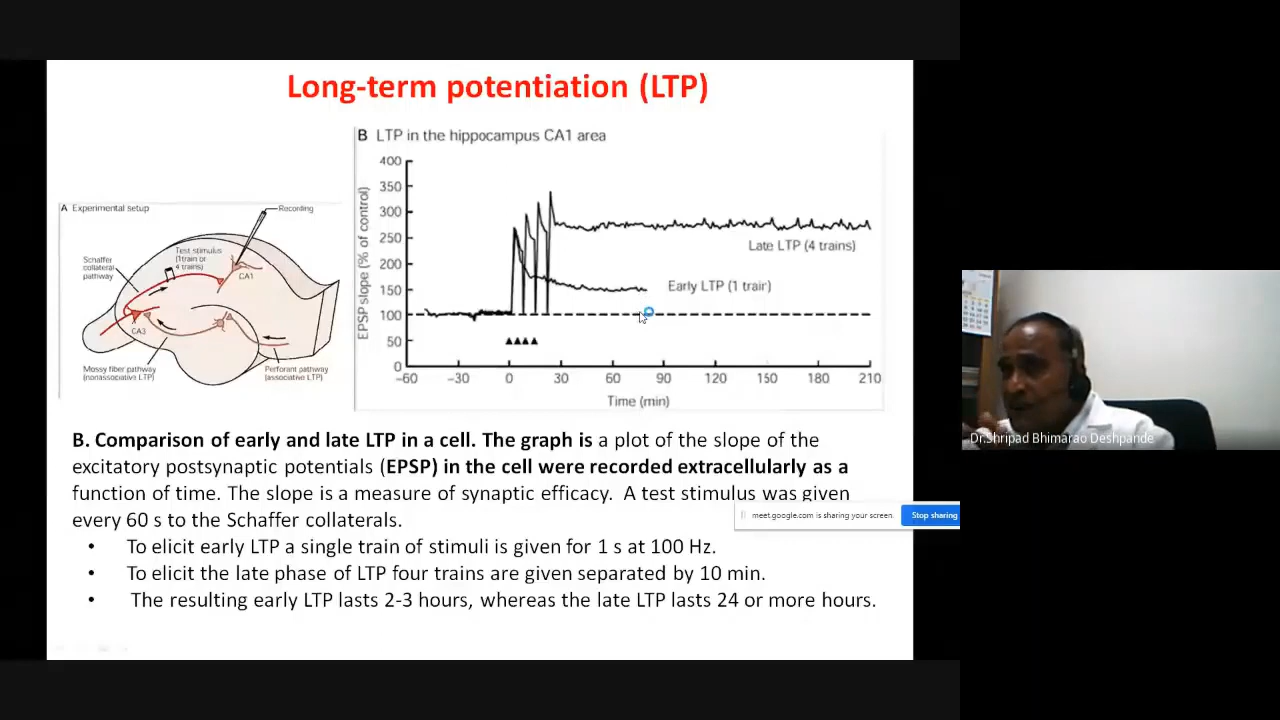 Long-term potentiation (LTP)
B LTP in the hippocampus CA1 area
400
350
300
250
200
150
100
50
0
EPSP slope (% of control)
-60 -30 0 30 60 90 120 150 180 210
Time (min)
Late LTP (4 trains)
Early LTP (1 train)
A Experimental setup
Recording
Test stimulus
(1train or
4 trains)
Schaffer
collateral
pathway
CA1
CA3
Mossy fiber pathway
(nonassociative LTP)
Perforant pathway
(associative LTP)
B. Comparison of early and late LTP in a cell. The graph is a plot of the slope of the
excitatory postsynaptic potentials (EPSP) in the cell were recorded extracellularly as a
function of time. The slope is a measure of synaptic efficacy. A test stimulus was given
every 60 s to the Schaffer collaterals.
• To elicit early LTP a single train of stimuli is given for 1 s at 100 Hz.
• To elicit the late phase of LTP four trains are given separated by 10 min.
• The resulting early LTP lasts 2-3 hours, whereas the late LTP lasts 24 or more hours.
meet.google.com is sharing your screen.
Stop sharing
Dr.Shripad Bhimarao Deshpande